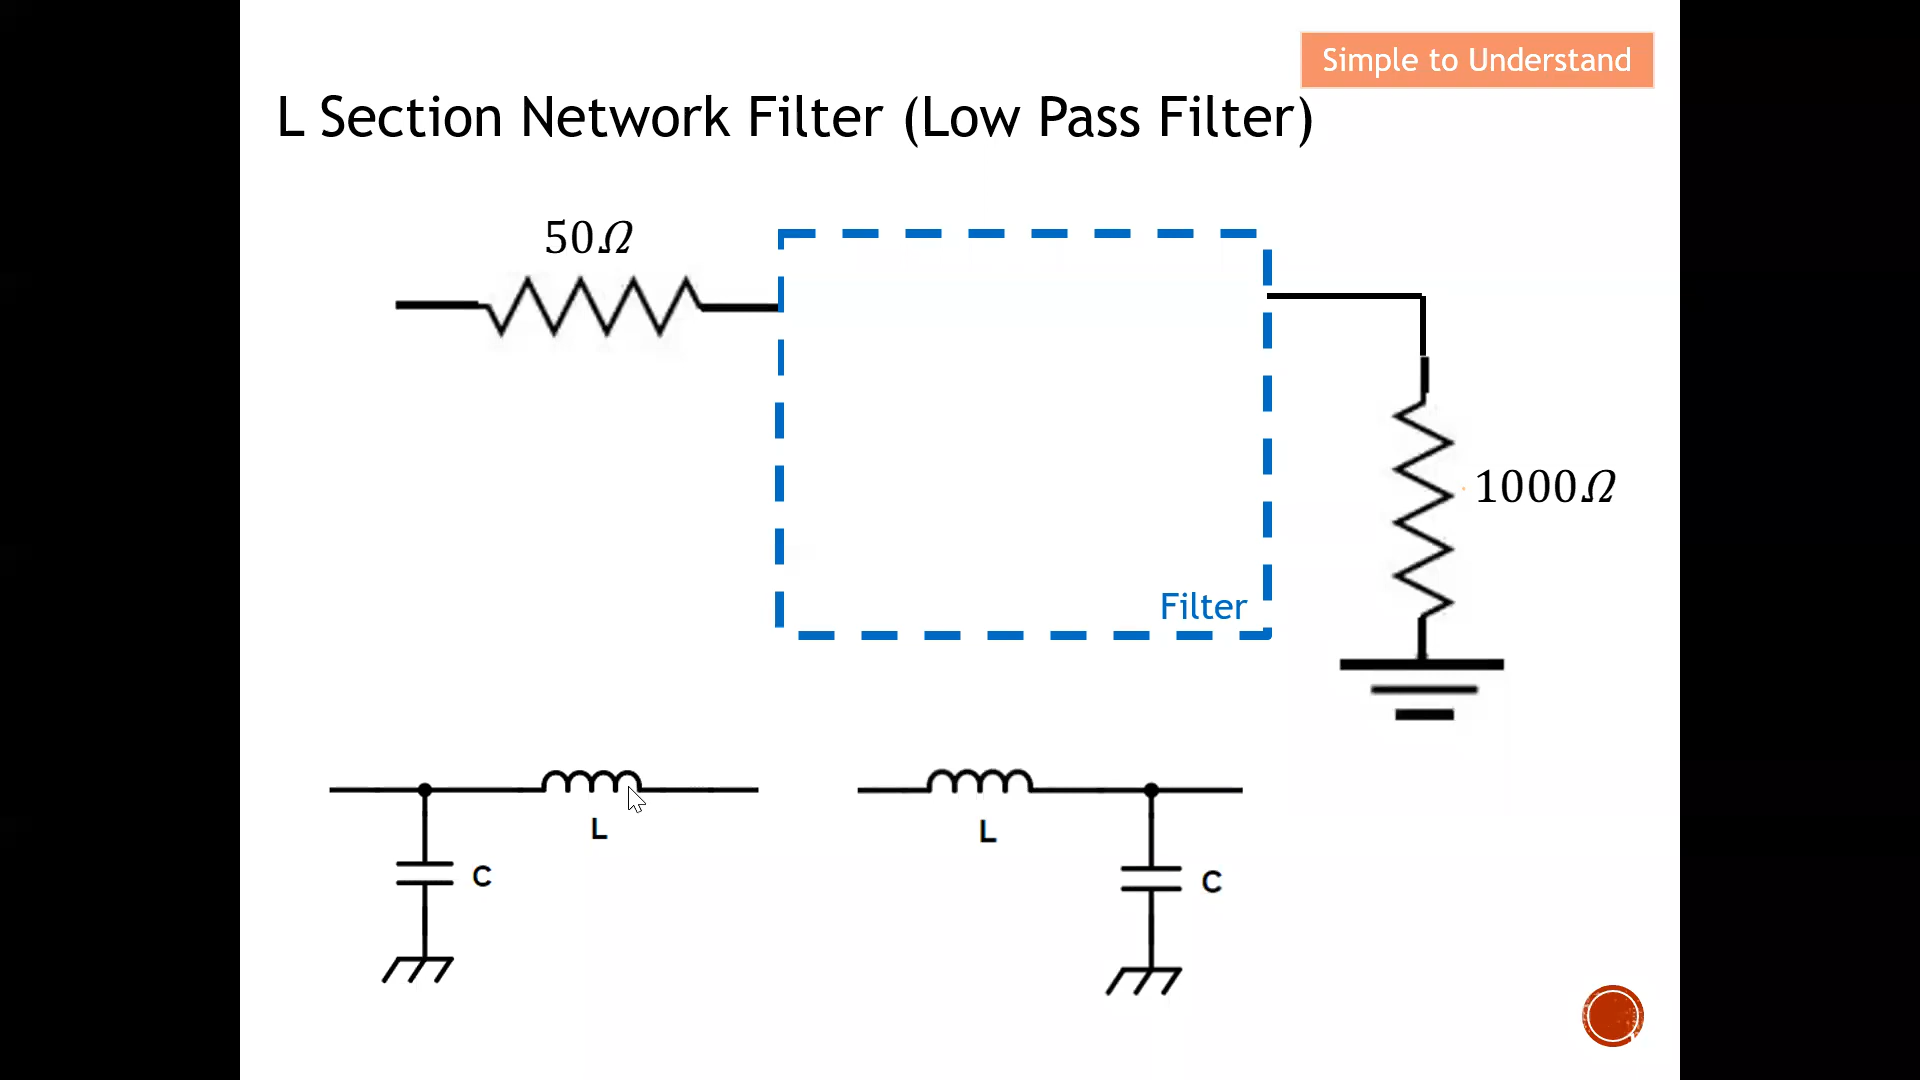 Simple to Understand
L Section Network Filter (Low Pass Filter)
50Ω
1000Ω
Filter
L
L
C
C